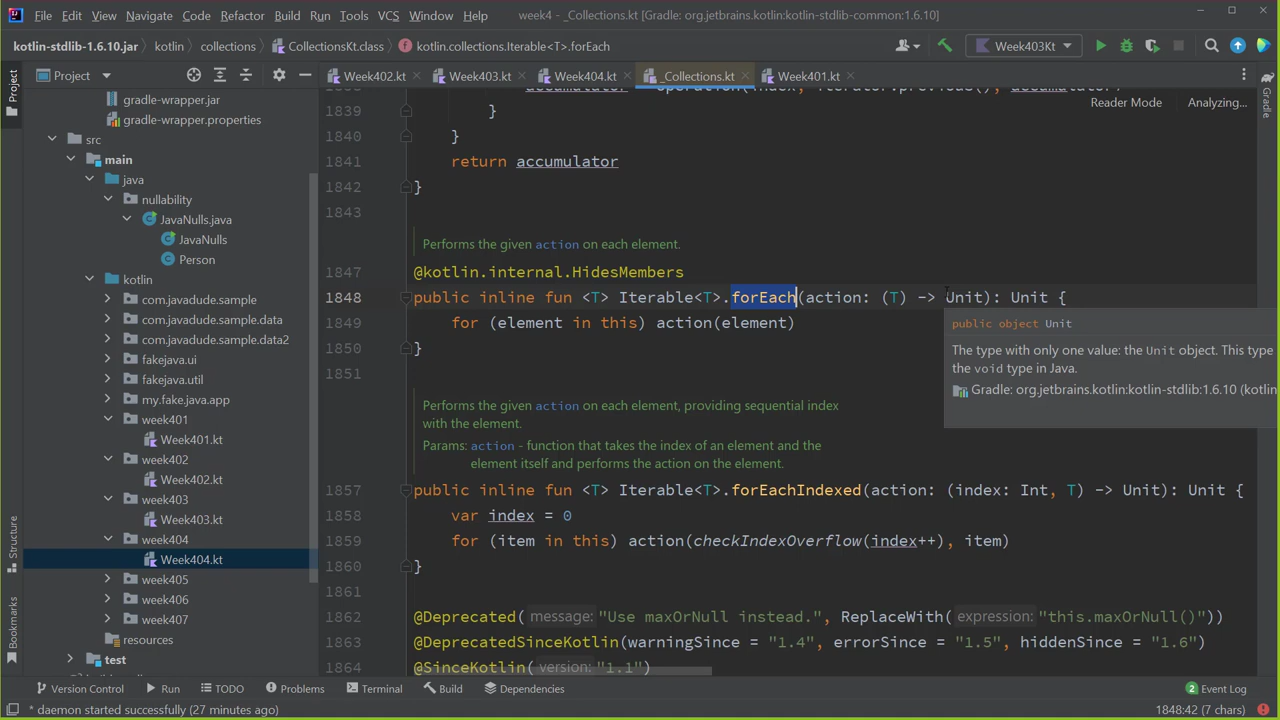 File Edit View Navigate Code Refactor Build Run Tools VCS Window Help week4 - _Collections.kt [Gradle: org.jetbrains.kotlin:kotlin-stdlib-common:1.6.10]
kotlin-stdlib-1.6.10.jar kotlin collections CollectionsKt.class kotlin.collections.Iterable<T>.forEach Week403Kt
Project Week402.kt Week403.kt Week404.kt _Collections.kt Week401.kt
Project
Gradle
Structure
Bookmarks
gradle-wrapper.jar
gradle-wrapper.properties
src
main
java
nullability
JavaNulls.java
JavaNulls
Person
kotlin
com.javadude.sample
com.javadude.sample.data
com.javadude.sample.data2
fakejava.ui
fakejava.util
my.fake.java.app
week401
Week401.kt
week402
Week402.kt
week403
Week403.kt
week404
Week404.kt
week405
week406
week407
resources
test
Reader Mode Analyzing...
1839 }
1840 }
1841 return accumulator
1842 }
1843
Performs the given action on each element.
1847 @kotlin.internal.HidesMembers
1848 public inline fun <T> Iterable<T>.forEach(action: (T) -> Unit): Unit {
1849 for (element in this) action(element)
1850 }
1851
public object Unit
The type with only one value: the Unit object. This type
the void type in Java.
Gradle: org.jetbrains.kotlin:kotlin-stdlib:1.6.10 (kotlin
Performs the given action on each element, providing sequential index
with the element.
Params: action - function that takes the index of an element and the
element itself and performs the action on the element.
1857 public inline fun <T> Iterable<T>.forEachIndexed(action: (index: Int, T) -> Unit): Unit {
1858 var index = 0
1859 for (item in this) action(checkIndexOverflow(index++), item)
1860 }
1861
1862 @Deprecated( message: "Use maxOrNull instead.", ReplaceWith( expression: "this.maxOrNull()"))
1863 @DeprecatedSinceKotlin(warningSince = "1.4", errorSince = "1.5", hiddenSince = "1.6")
1864 @SinceKotlin( version: "1.1")
Version Control Run TODO Problems Terminal Build Dependencies 2 Event Log
* daemon started successfully (27 minutes ago) 1848:42 (7 chars)